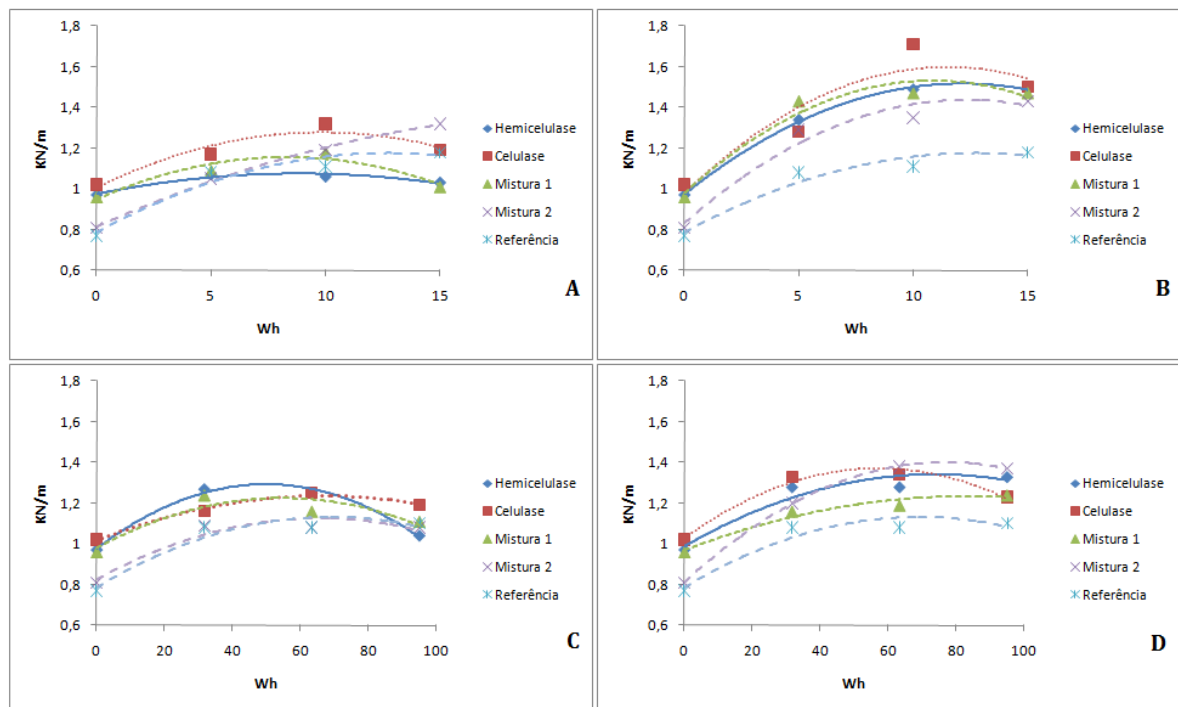 1,8
1,6
1,4
1,2
1
0,8
0,6
KN/m
0 5 10 15
Wh
Hemicelulase
Celulase
Mistura 1
Mistura 2
Referência
A
1,8
1,6
1,4
1,2
1
0,8
0,6
KN/m
0 5 10 15
Wh
Hemicelulase
Celulase
Mistura 1
Mistura 2
Referência
B
1,8
1,6
1,4
1,2
1
0,8
0,6
KN/m
0 20 40 60 80 100
Wh
Hemicelulase
Celulase
Mistura 1
Mistura 2
Referência
C
1,8
1,6
1,4
1,2
1
0,8
0,6
KN/m
0 20 40 60 80 100
Wh
Hemicelulase
Celulase
Mistura 1
Mistura 2
Referência
D